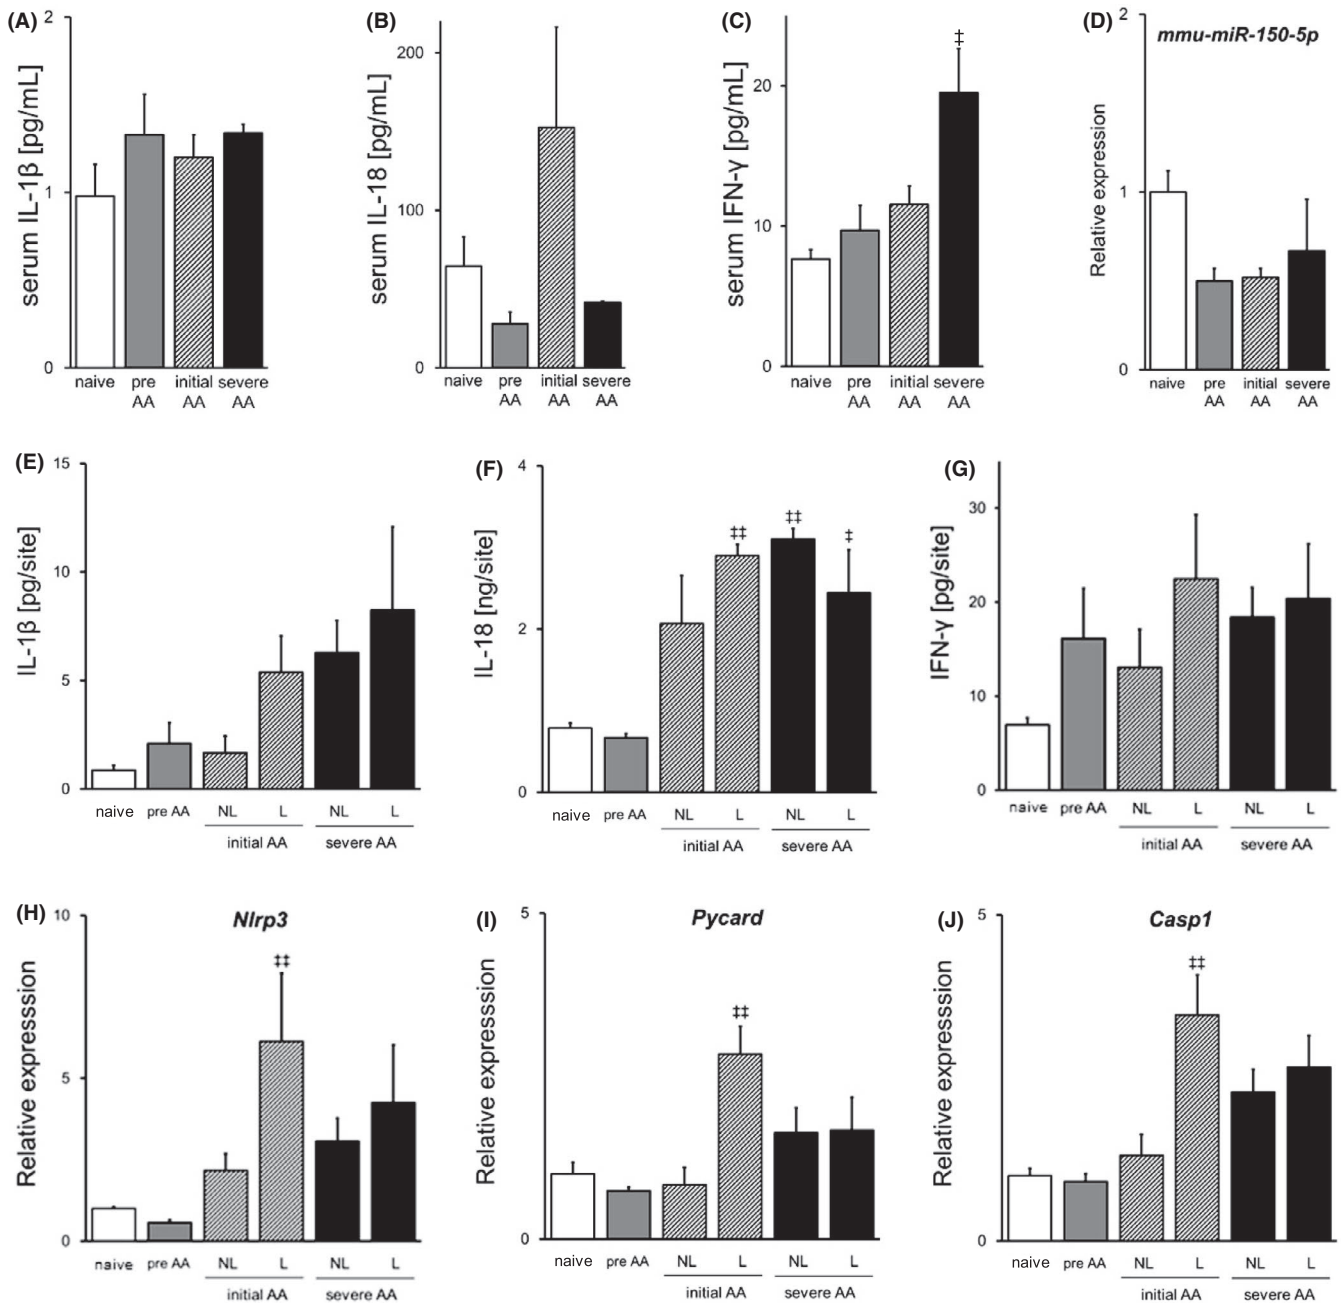 (A)
2
1
0
serum IL-1β [pg/mL]
naive pre initial severe
AA AA AA
(B)
200
100
0
serum IL-18 [pg/mL]
naive pre initial severe
AA AA AA
(C)
20
10
0
serum IFN-γ [pg/mL]
‡
naive pre initial severe
AA AA AA
(D)
2
1
0
mmu-miR-150-5p
Relative expression
naive pre initial severe
AA AA AA
(E)
15
10
5
0
IL-1β [pg/site]
naive pre AA NL L NL L
initial AA severe AA
(F)
4
2
0
IL-18 [ng/site]
‡‡ ‡‡ ‡
naive pre AA NL L NL L
initial AA severe AA
(G)
30
20
10
0
IFN-γ [pg/site]
naive pre AA NL L NL L
initial AA severe AA
(H)
10
5
0
Nlrp3
Relative expresssion
‡‡
naive pre AA NL L NL L
initial AA severe AA
(I)
5
0
Pycard
Relative expresssion
‡‡
naive pre AA NL L NL L
initial AA severe AA
(J)
5
0
Casp1
Relative expresssion
‡‡
naive pre AA NL L NL L
initial AA severe AA